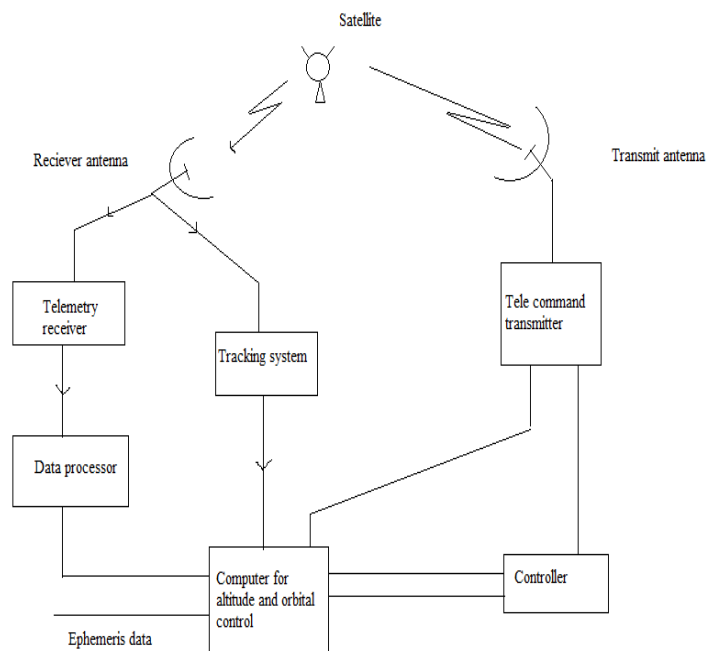 Satellite
Reciever antenna
Transmit antenna
Telemetry
receiver
Tele command
transmitter
Tracking system
Data processor
Computer for
altitude and orbital
control
Controller
Ephemeris data